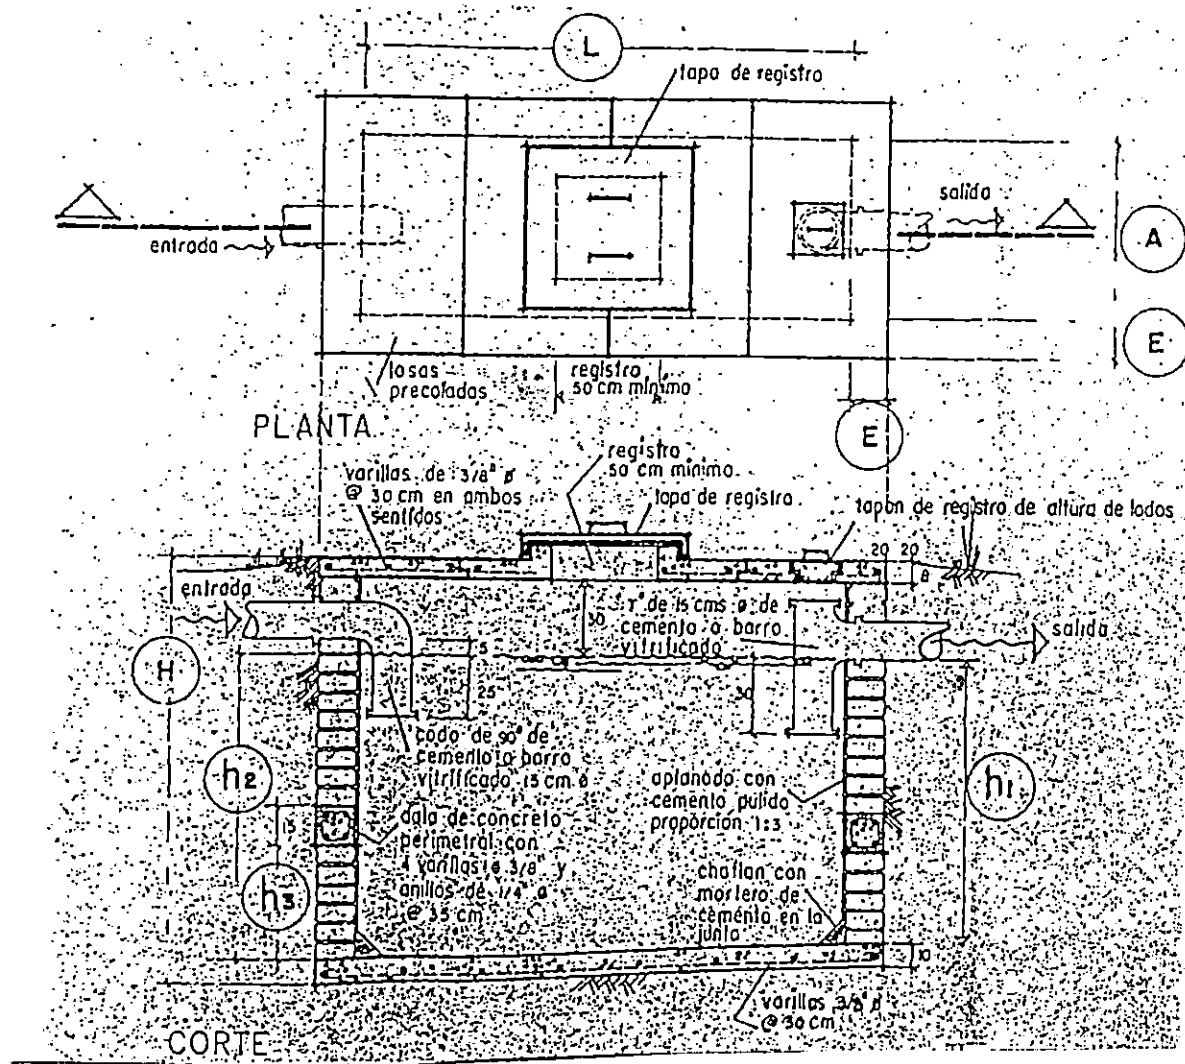 L
tapa de registro
salida
entrada
A
E
losas
precoladas
registro
50 cm mínimo
E
PLANTA
registro
50 cm mínimo
varillas de 3/8" ø
@ 30 cm en ambos
sentidos
tapa de registro
tapon de registro de altura de lodos
20 20
8
entrada
30
"T" de 15 cms ø de
cemento o barro
vitrificado
salida
H
5
25
30
5
codo de 90° de
cemento o barro
vitrificado 15 cm ø
h2
aplanado con
cemento pulido
proporcion 1:3
h1
15
dala de concreto
perimetral con
4 varillas de 3/8" y
anillos de 1/4" ø
@ 35 cm
h3
chaflan con
mortero de
cemento en la
junta
10
varillas 3/8" ø
@ 30 cm
CORTE